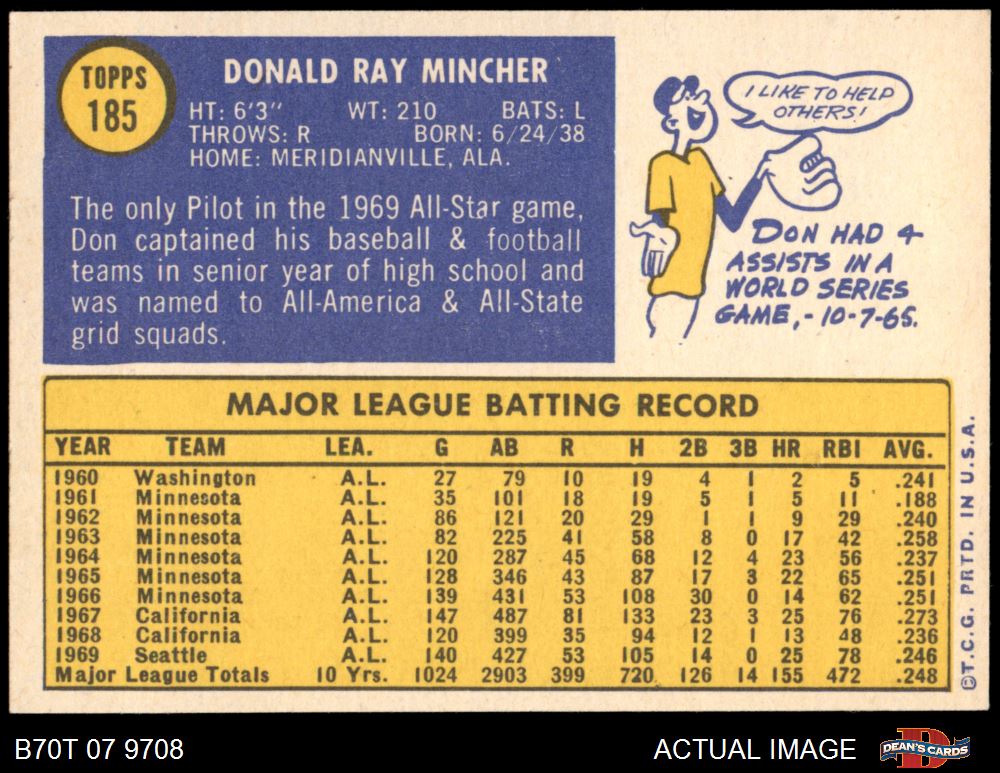 TOPPS
185
DONALD RAY MINCHER
HT: 6'3" WT: 210 BATS: L
THROWS: R BORN: 6/24/38
HOME: MERIDIANVILLE, ALA.
The only Pilot in the 1969 All-Star game,
Don captained his baseball & football
teams in senior year of high school and
was named to All-America & All-State
grid squads.
I LIKE TO HELP
OTHERS!
DON HAD 4
ASSISTS IN A
WORLD SERIES
GAME,- 10-7-65.
MAJOR LEAGUE BATTING RECORD
YEAR TEAM LEA. G AB R H 2B 3B HR RBI AVG.
1960 Washington A.L. 27 79 10 19 4 1 2 5 .241
1961 Minnesota A.L. 35 101 18 19 5 1 5 11 .188
1962 Minnesota A.L. 86 121 20 29 1 1 9 29 .240
1963 Minnesota A.L. 82 225 41 58 8 0 17 42 .258
1964 Minnesota A.L. 120 287 45 68 12 4 23 56 .237
1965 Minnesota A.L. 128 346 43 87 17 3 22 65 .251
1966 Minnesota A.L. 139 431 53 108 30 0 14 62 .251
1967 California A.L. 147 487 81 133 23 3 25 76 .273
1968 California A.L. 120 399 35 94 12 1 13 48 .236
1969 Seattle A.L. 140 427 53 105 14 0 25 78 .246
Major League Totals 10 Yrs. 1024 2903 399 720 126 14 155 472 .248
©T.C.G. PRTD. IN U.S.A.
B70T 07 9708
ACTUAL IMAGE
DEAN'S CARDS